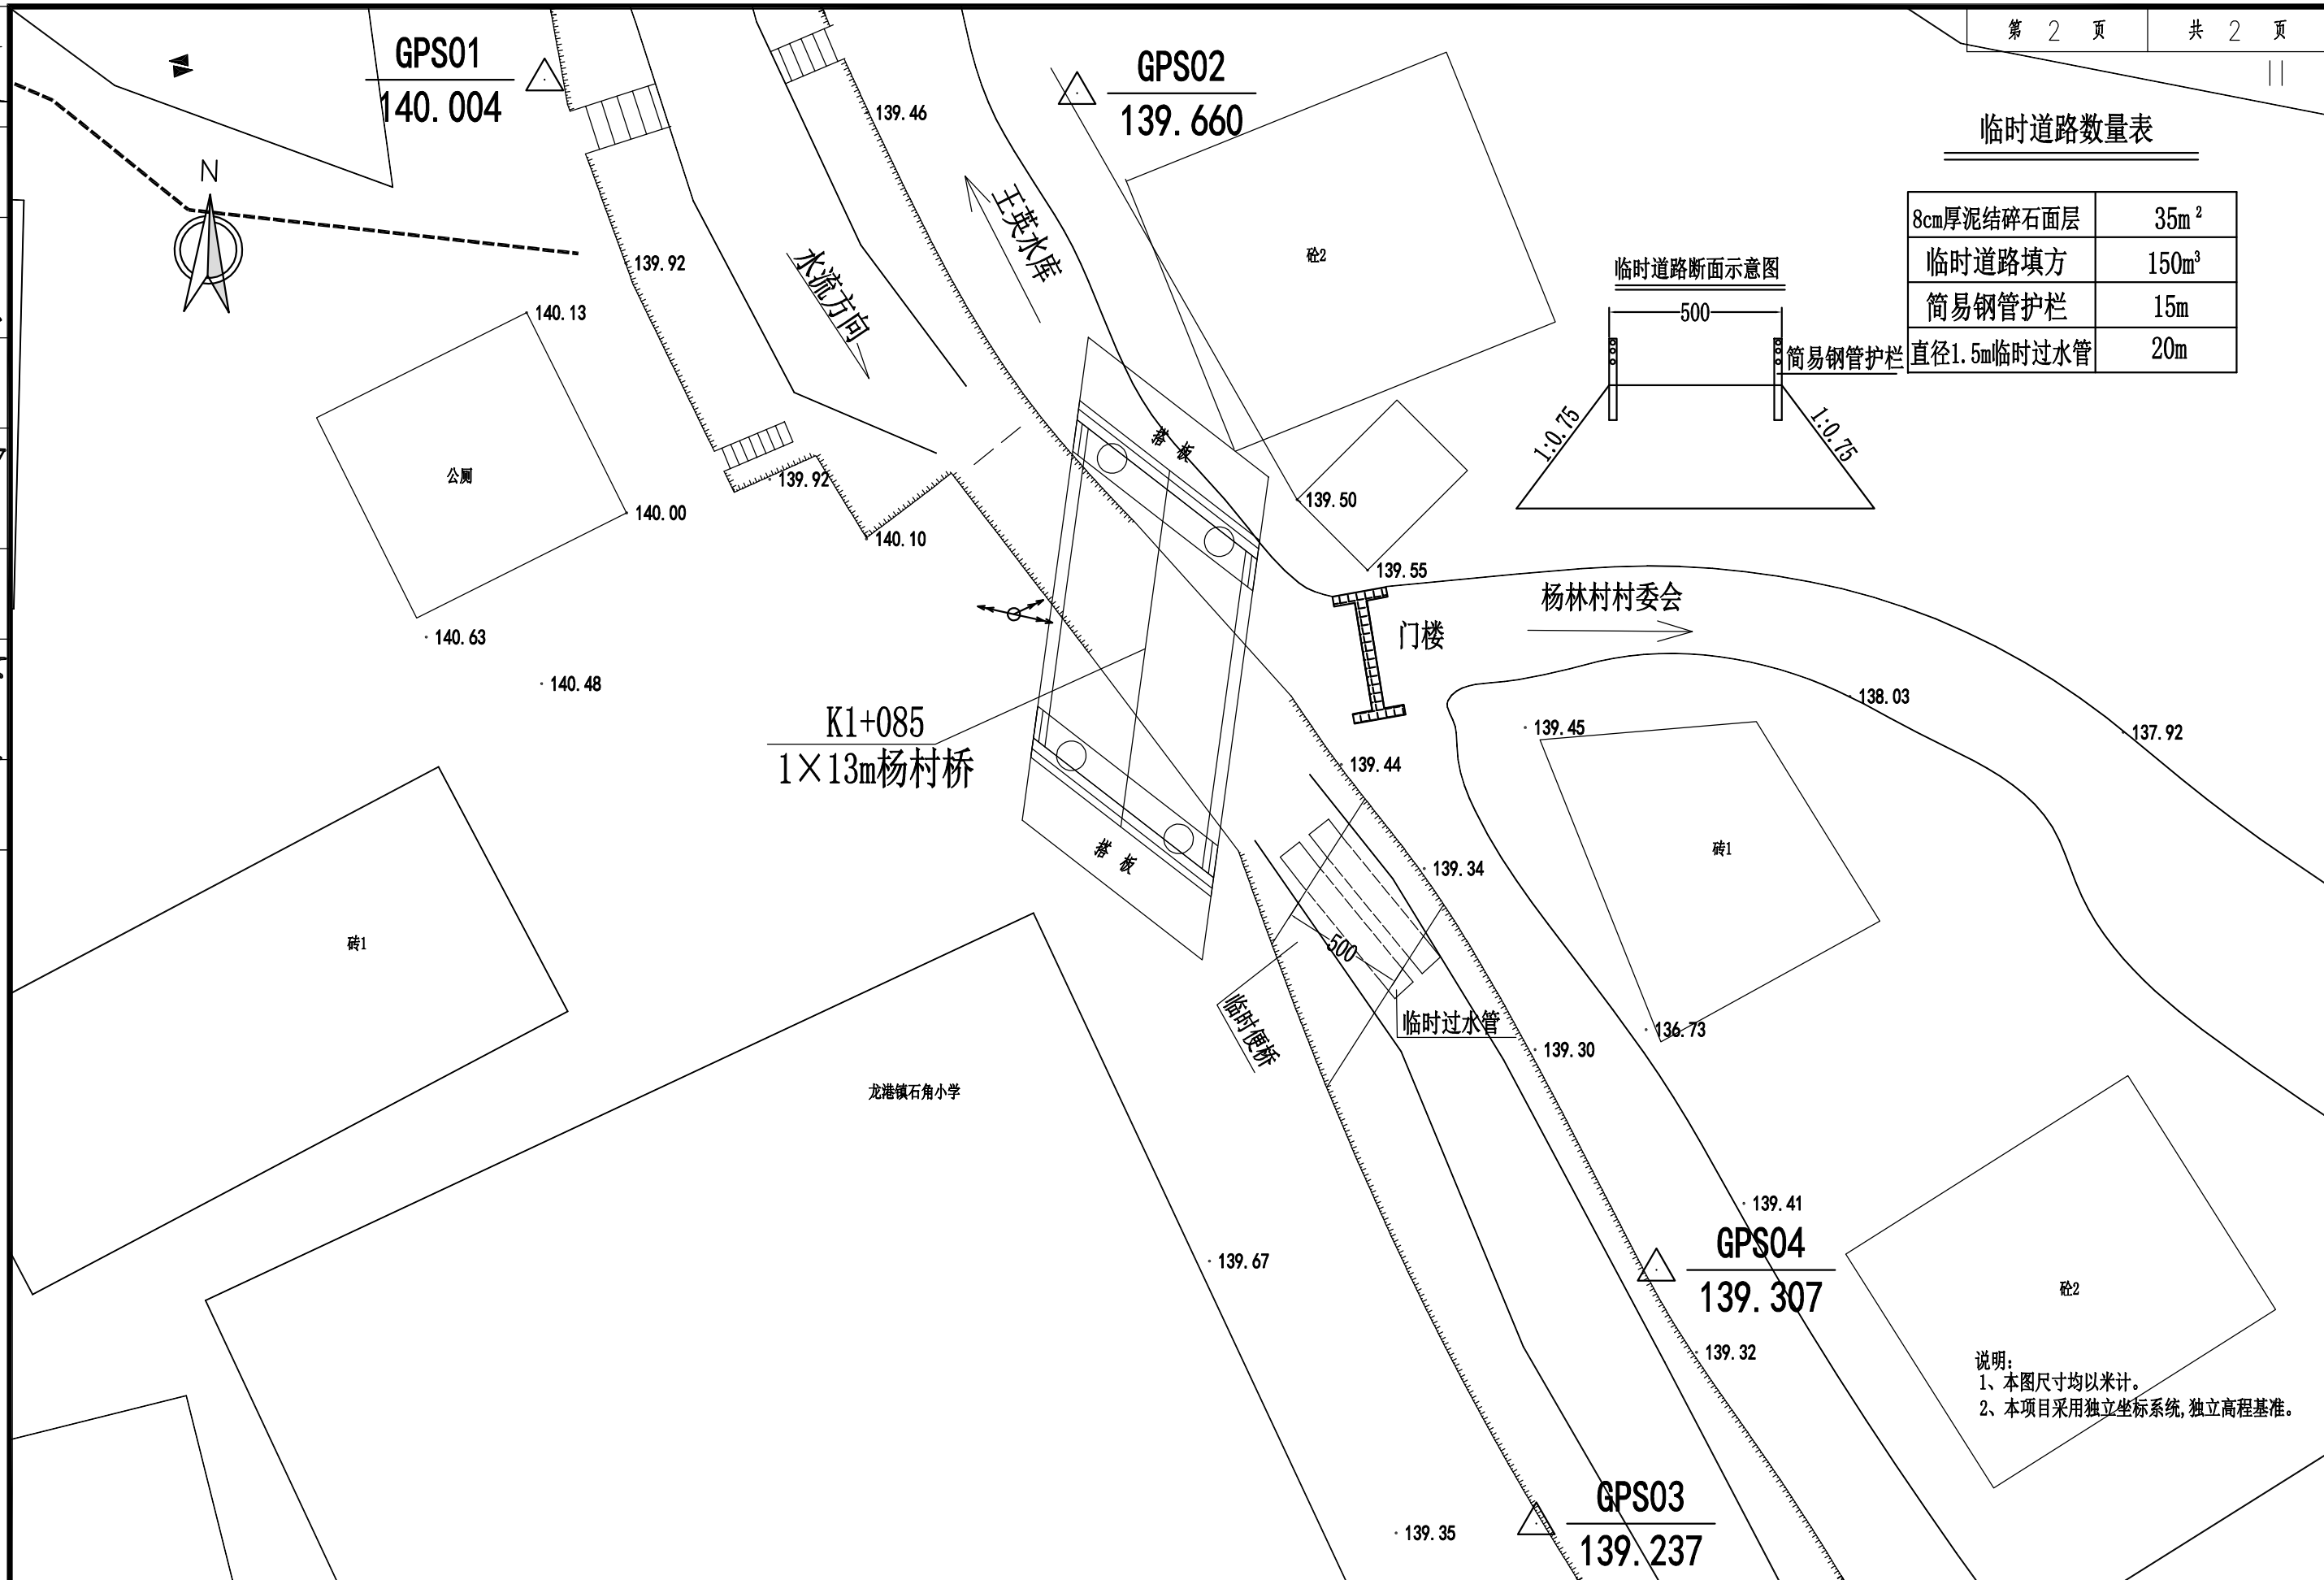 第 2 页 共 2 页
GPS01
140.004
GPS02
139.660
临时道路数量表
8cm厚泥结碎石面层 35m²
临时道路填方 150m³
简易钢管护栏 15m
直径1.5m临时过水管 20m
临时道路断面示意图
500
简易钢管护栏
1:0.75
1:0.75
N
139.46
王英水库
水流方向
139.92
砼2
140.13
公厕
140.00
139.92
140.10
搭 板
139.50
139.55
杨林村村委会
门楼
140.63
140.48
K1+085
1×13m杨村桥
138.03
137.92
139.45
139.44
砖1
搭 板
139.34
砖1
500
临时便桥
临时过水管
136.73
139.30
龙港镇石角小学
139.41
139.67
GPS04
139.307
砼2
139.32
说明:
1、本图尺寸均以米计。
2、本项目采用独立坐标系统,独立高程基准。
GPS03
139.237
139.35